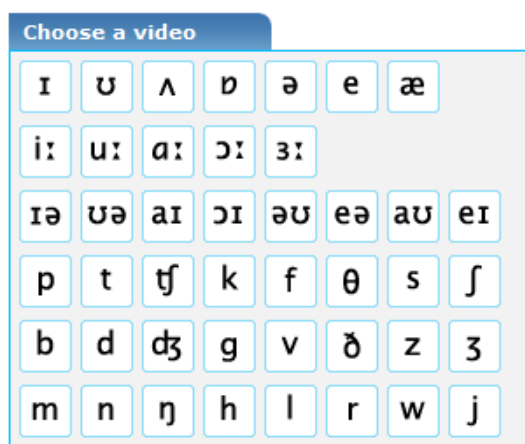 Choose a video
ɪ ʊ ʌ ɒ ə e æ
iː uː ɑː ɔː ɜː
ɪə ʊə aɪ ɔɪ əʊ eə aʊ eɪ
p t ʧ k f θ s ʃ
b d ʤ g v ð z ʒ
m n ŋ h l r w j